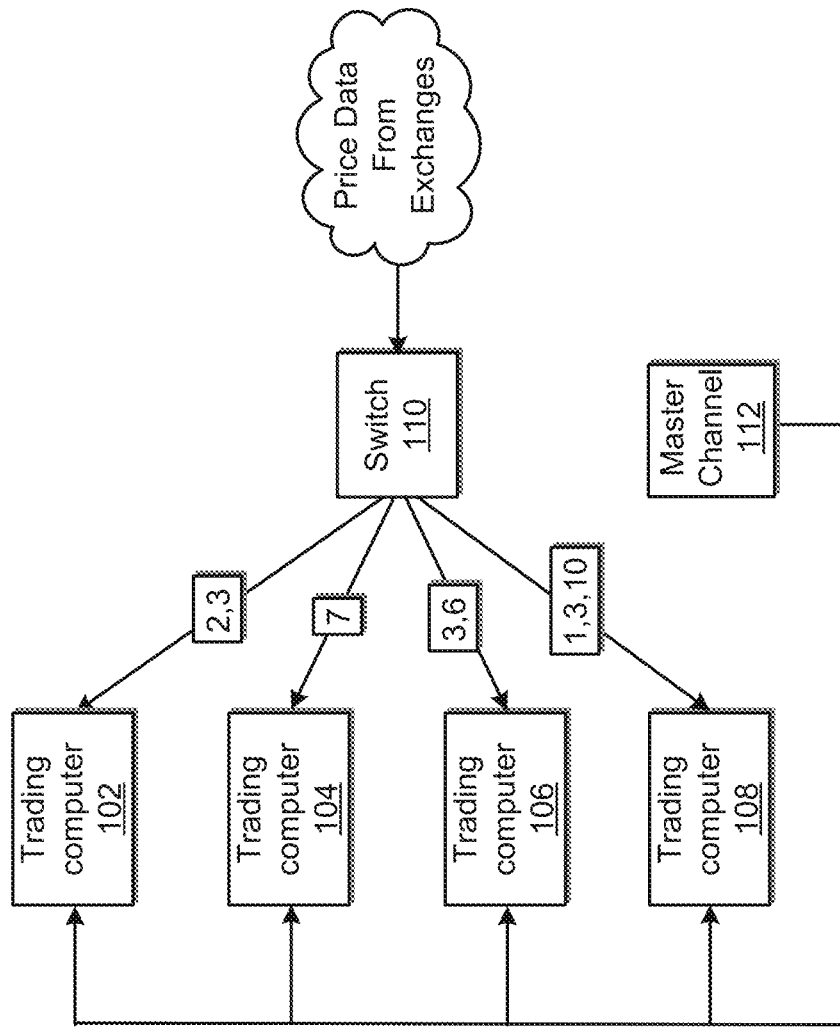 Price Data
From
Exchanges
Switch
110
2,3
7
3,6
1,3,10
Trading
computer
102
Trading
computer
104
Trading
computer
106
Trading
computer
108
Master
Channel
112